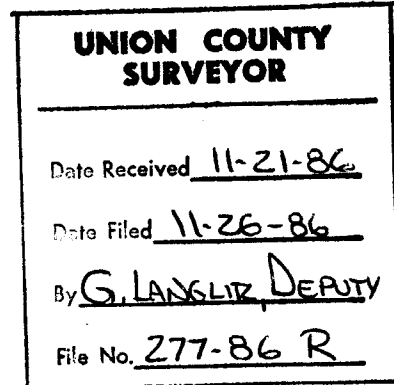 UNION COUNTY
SURVEYOR
Date Received 11-21-86
Date Filed 11-26-86
By G. LANGLIR, DEPUTY
File No. 277-86 R